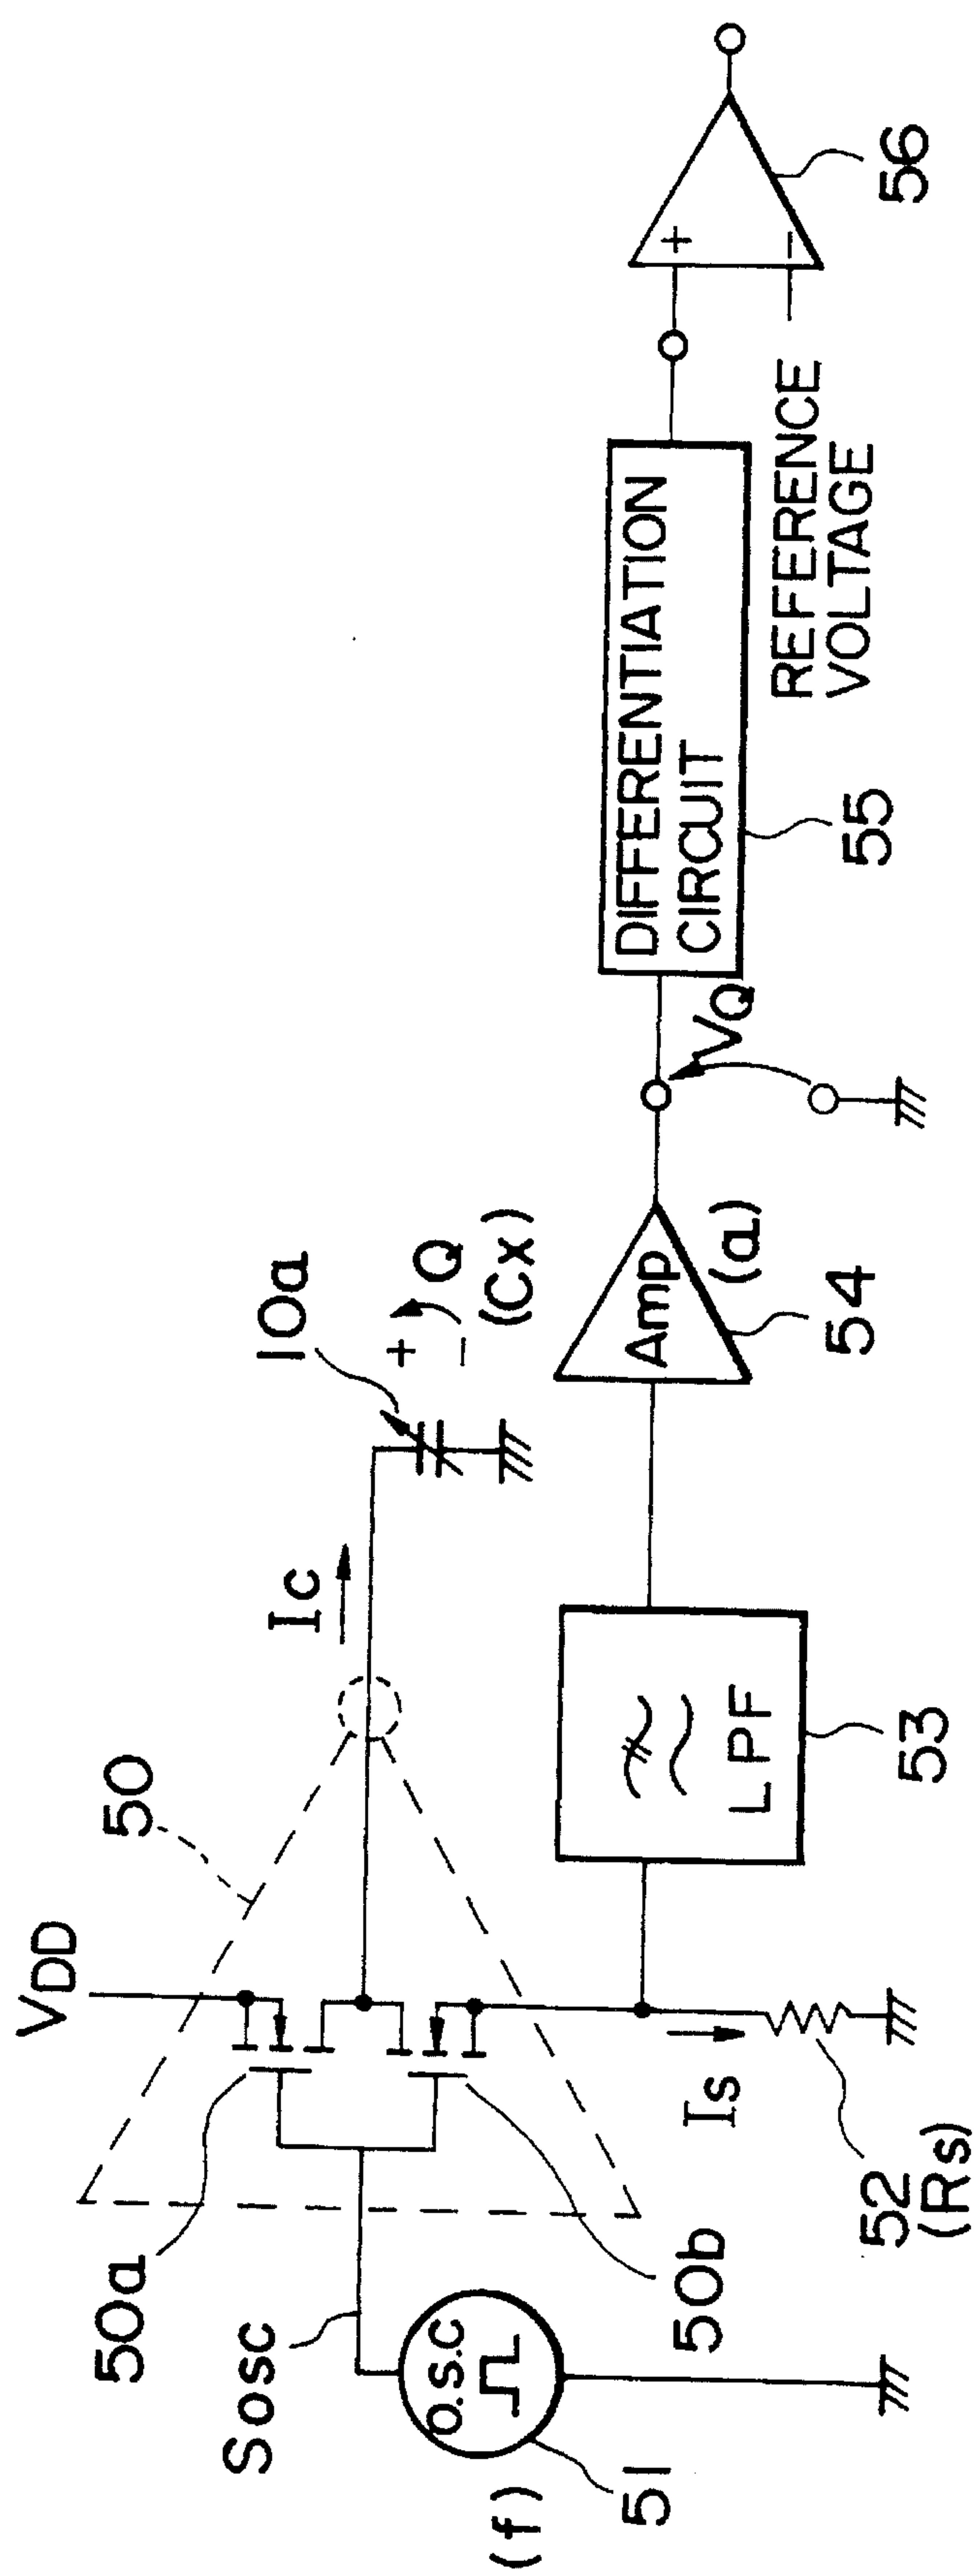 VDD
50
50a
Sosc
O.S.C
(f)
51
50b
Is
52
(Rs)
Ic
10a
+
-
Q
(Cx)
LPF
53
Amp
(a)
54
VQ
DIFFERENTIATION
CIRCUIT
55
REFERENCE
VOLTAGE
+
-
56